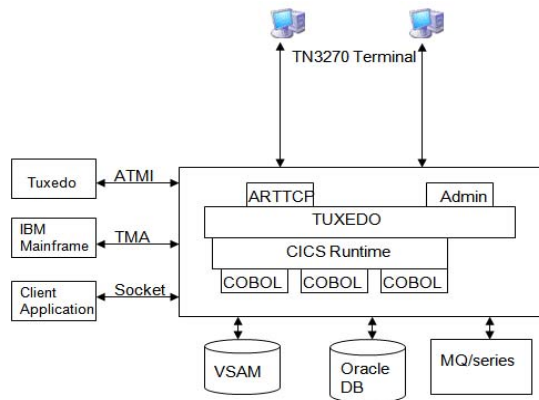 TN3270 Terminal
Tuxedo
ATMI
ARTTCP
Admin
TUXEDO
IBM
Mainframe
TMA
CICS Runtime
COBOL
COBOL
COBOL
Client
Application
Socket
VSAM
Oracle
DB
MQ/series